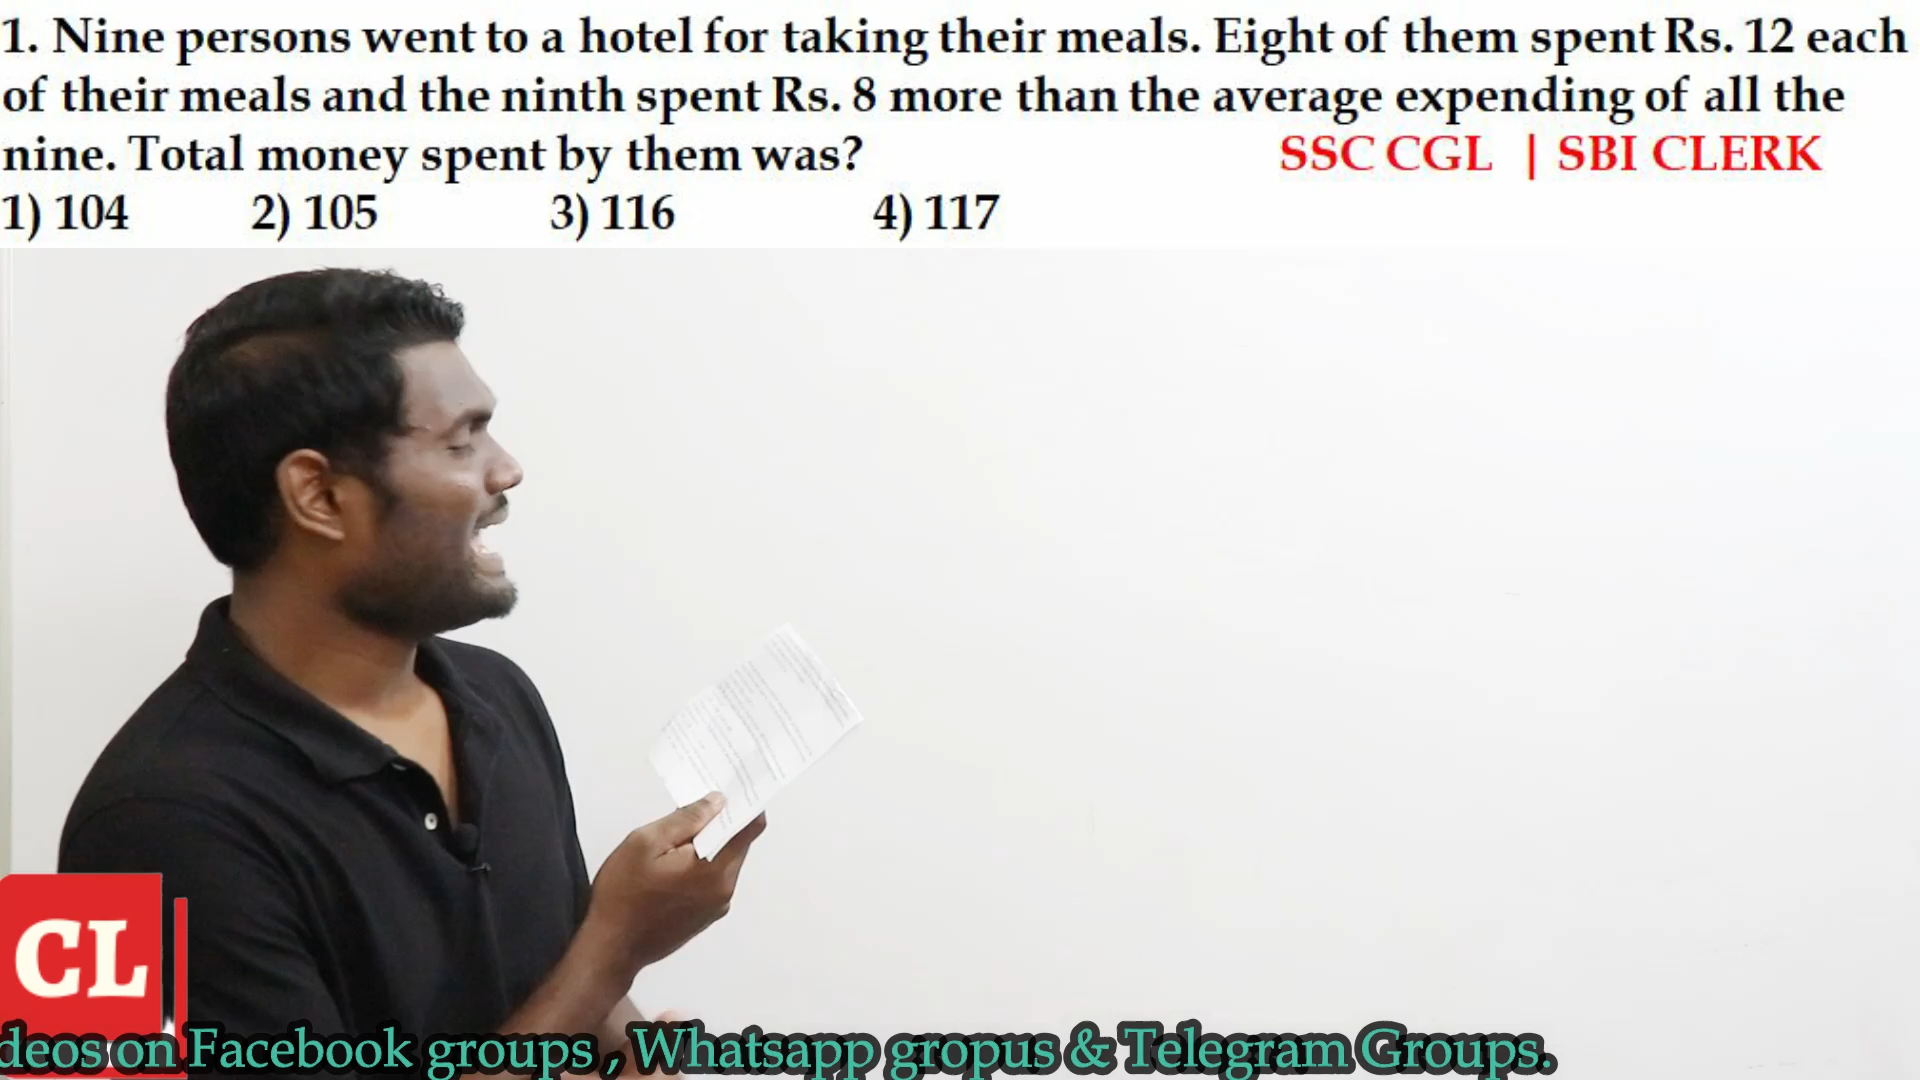 1. Nine persons went to a hotel for taking their meals. Eight of them spent Rs. 12 each
of their meals and the ninth spent Rs. 8 more than the average expending of all the
nine. Total money spent by them was?
SSC CGL | SBI CLERK
1) 104 2) 105 3) 116 4) 117
CL
deos on Facebook groups , Whatsapp gropus & Telegram Groups.